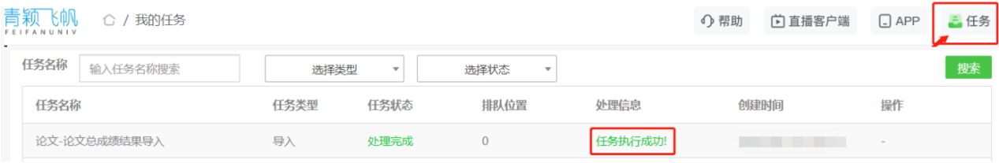 青颖飞帆
FEIFANUNIV
/ 我的任务
帮助 直播客户端 APP 任务
任务名称 输入任务名称搜索 选择类型 选择状态 搜索
任务名称 任务类型 任务状态 排队位置 处理信息 创建时间 操作
论文-论文总成绩结果导入 导入 处理完成 0 任务执行成功! -